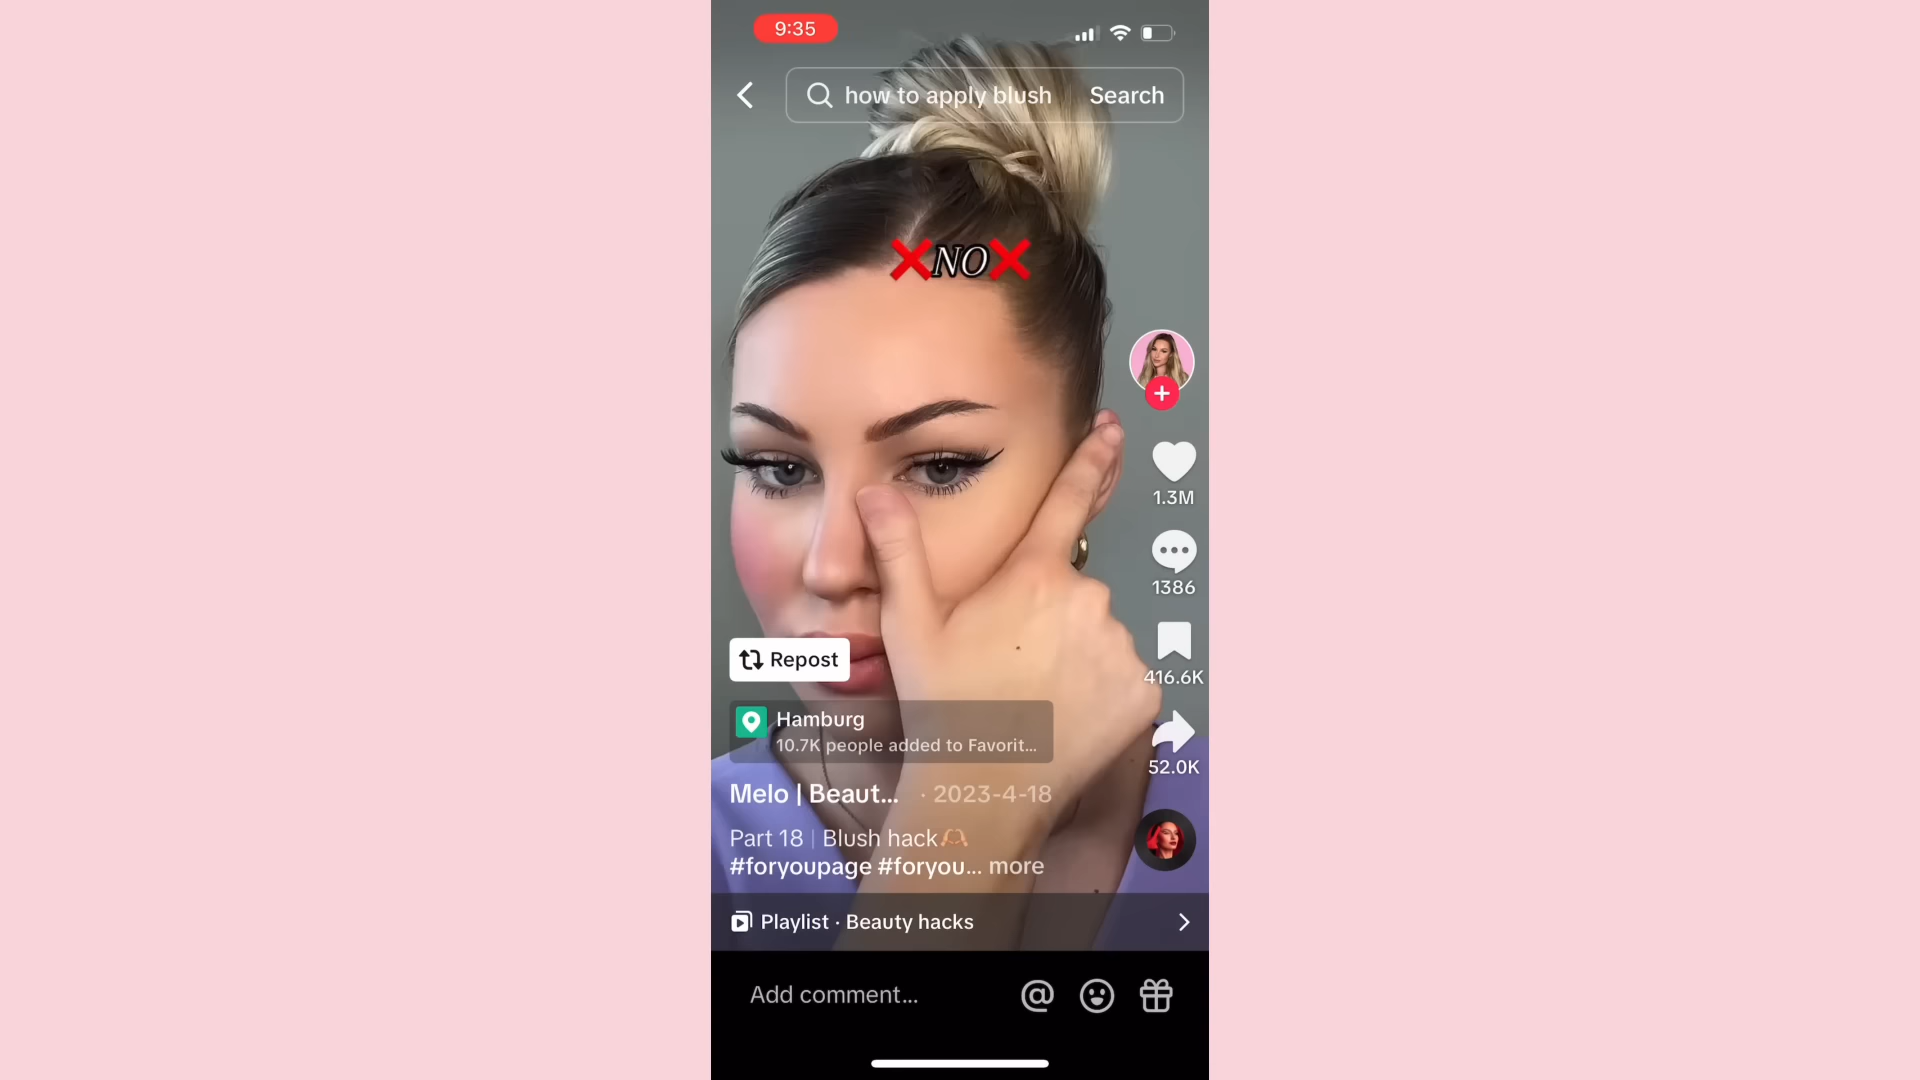 9:35
how to apply blush Search
❌NO❌
1.3M
1386
Repost
416.6K
Hamburg
10.7K people added to Favorit...
52.0K
Melo | Beaut... · 2023-4-18
Part 18 | Blush hack🫶🏼
#foryoupage #foryou... more
Playlist · Beauty hacks
Add comment...